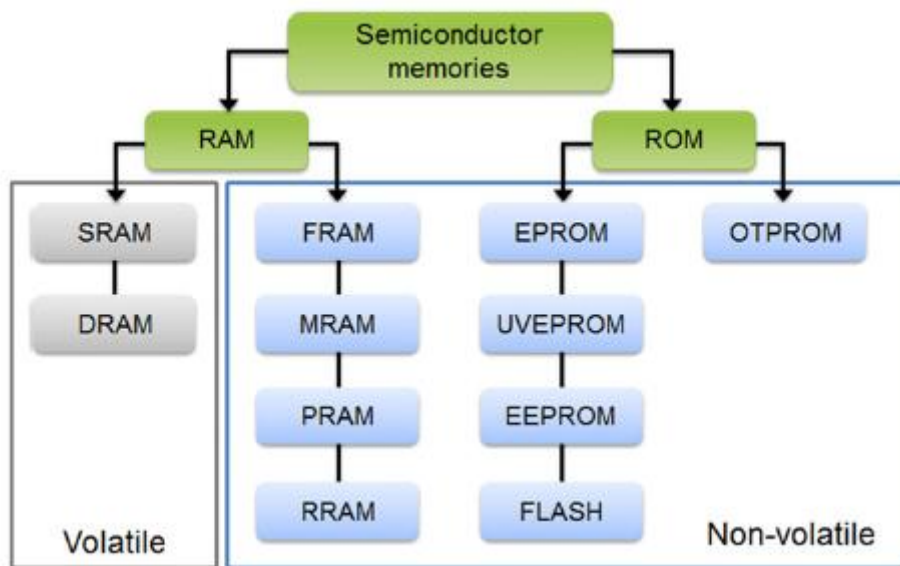 Semiconductor
memories
RAM
ROM
SRAM
FRAM
EPROM
OTPROM
DRAM
MRAM
UVEPROM
PRAM
EEPROM
RRAM
FLASH
Volatile
Non-volatile